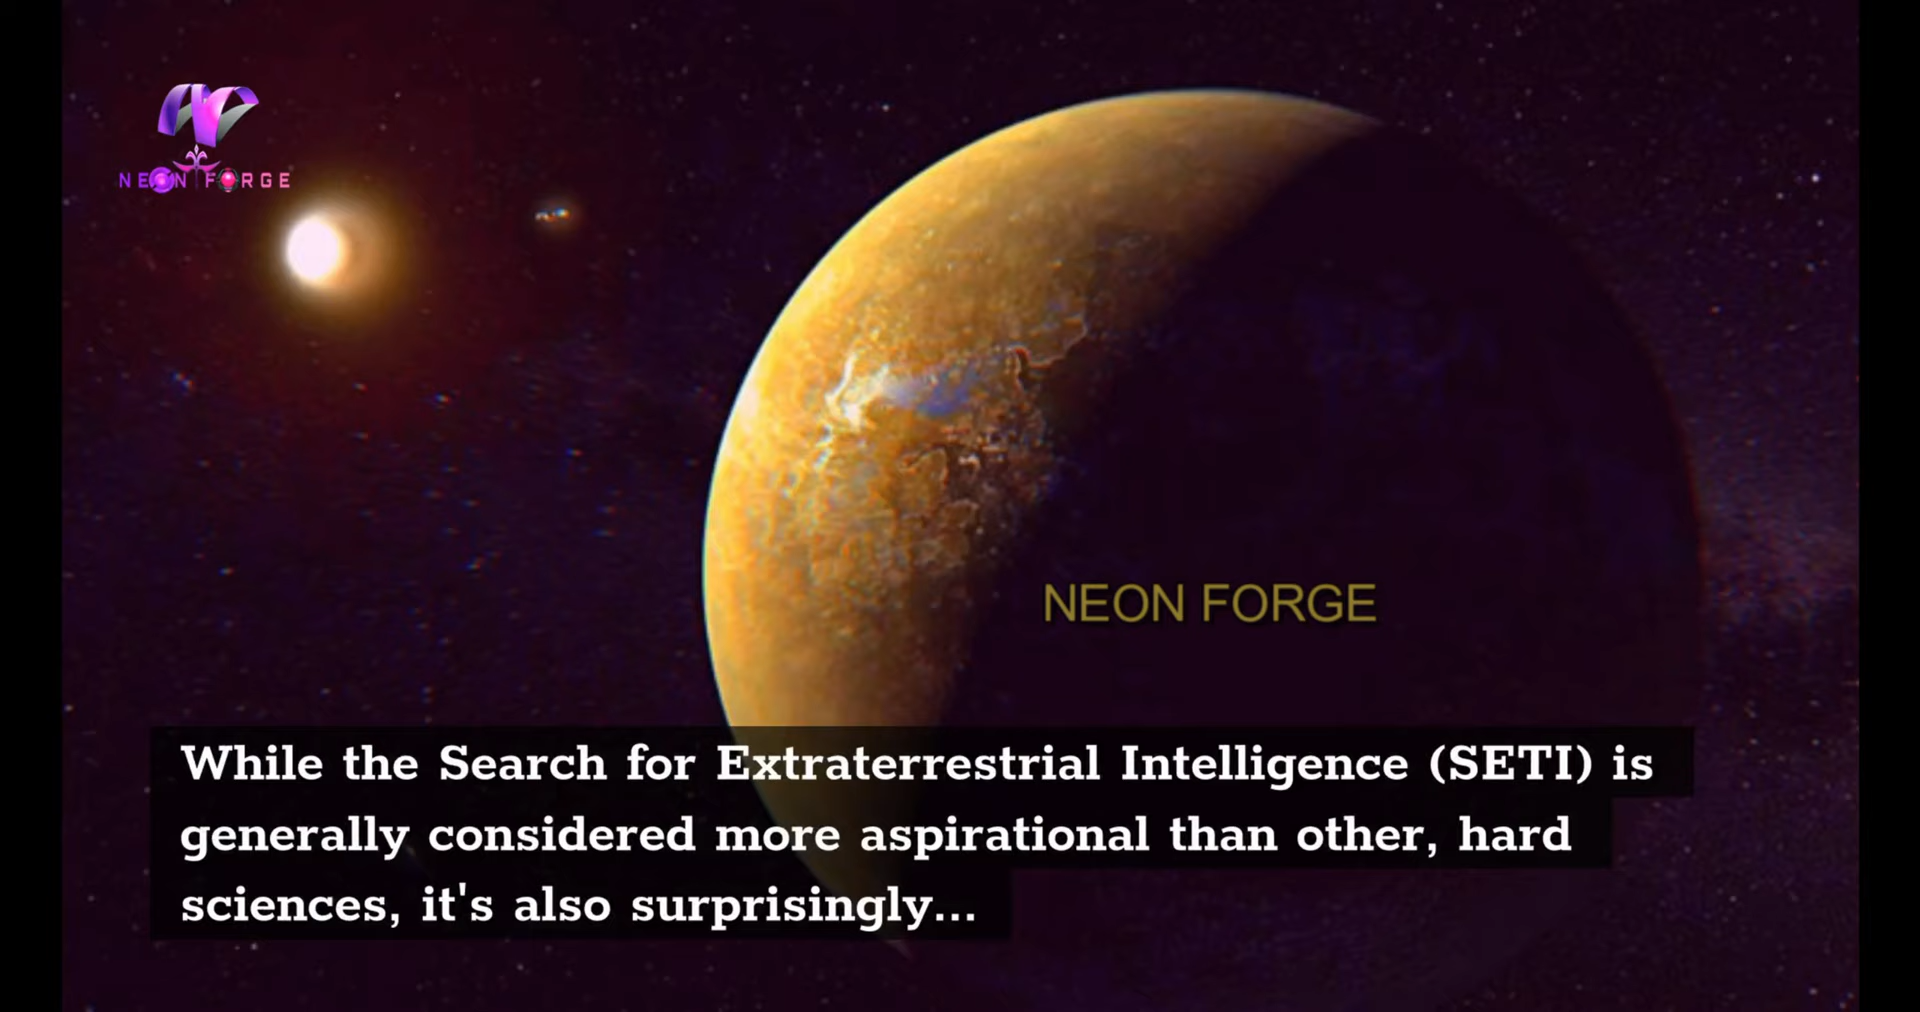 NEON FORGE
NEON FORGE
While the Search for Extraterrestrial Intelligence (SETI) is
generally considered more aspirational than other, hard
sciences, it's also surprisingly...